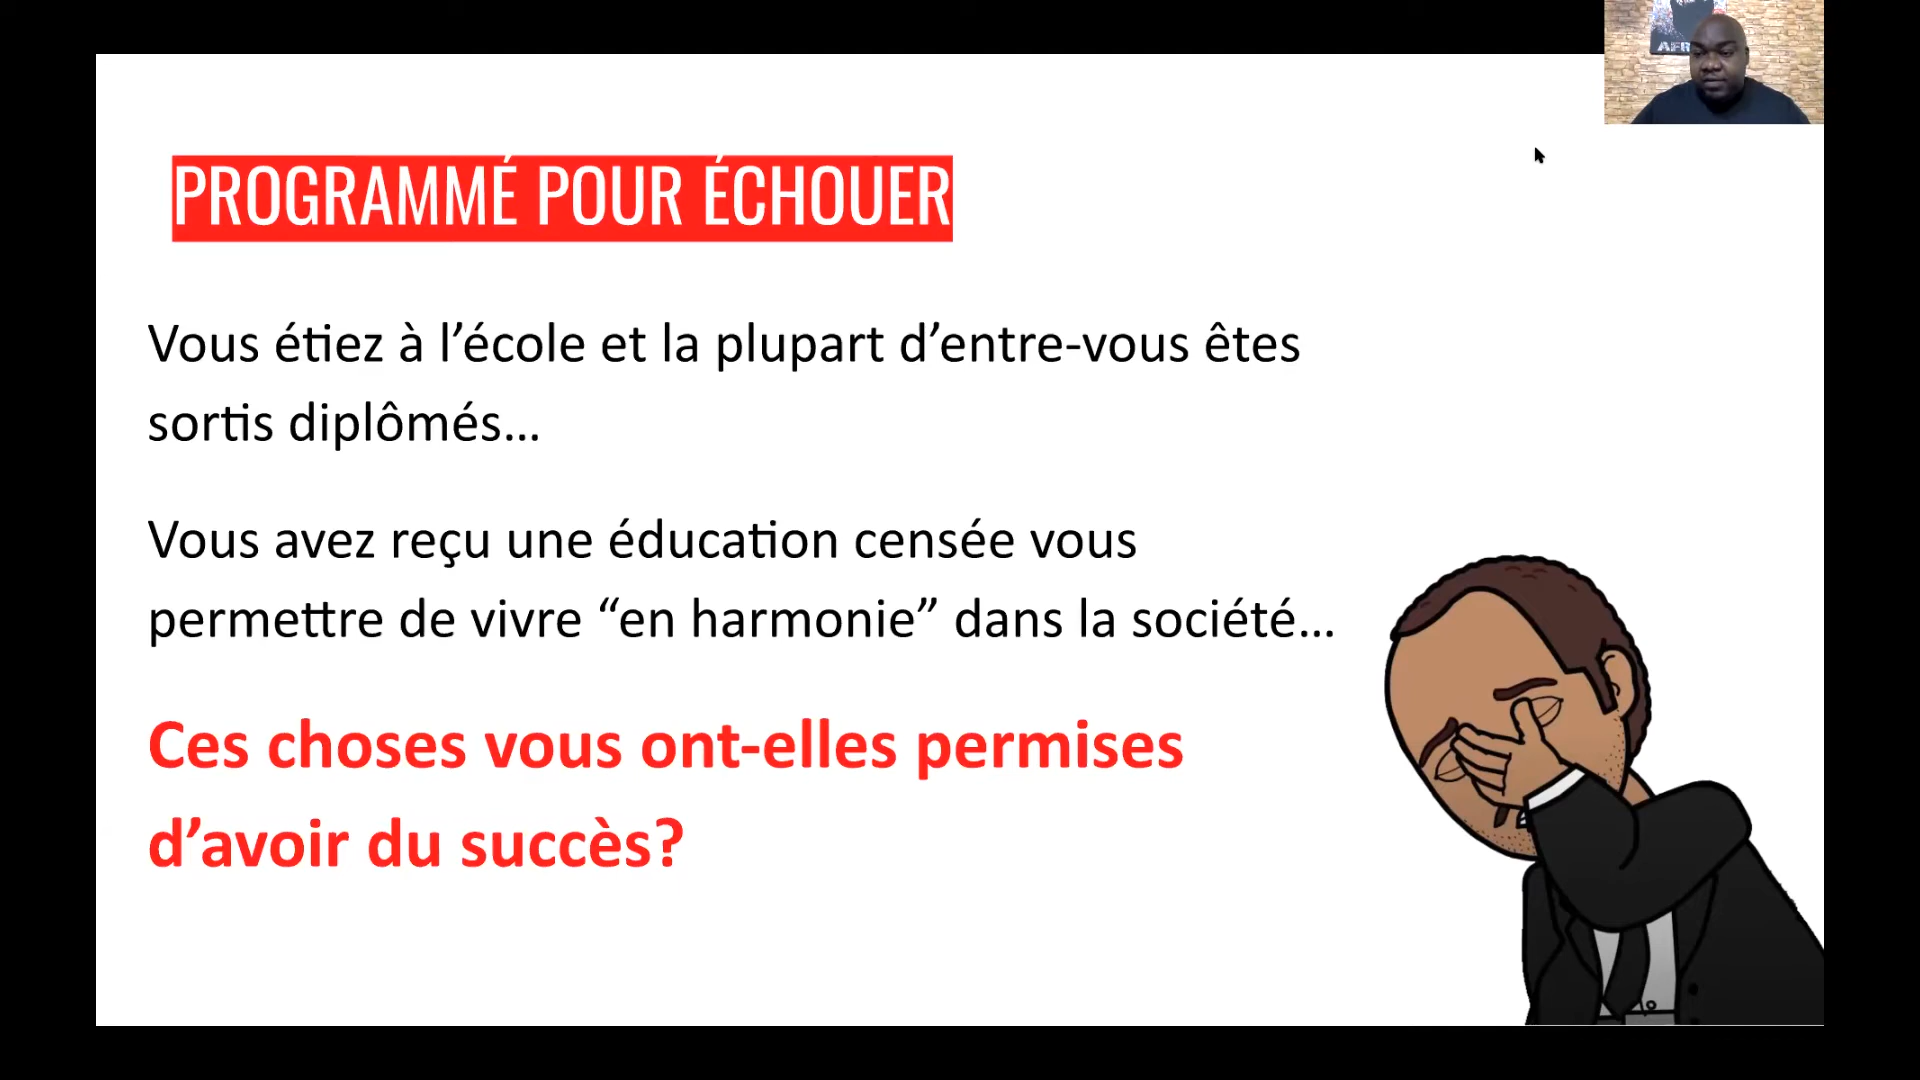 PROGRAMMÉ POUR ÉCHOUER
Vous étiez à l’école et la plupart d’entre-vous êtes
sortis diplômés…
Vous avez reçu une éducation censée vous
permettre de vivre “en harmonie” dans la société…
Ces choses vous ont-elles permises
d’avoir du succès?